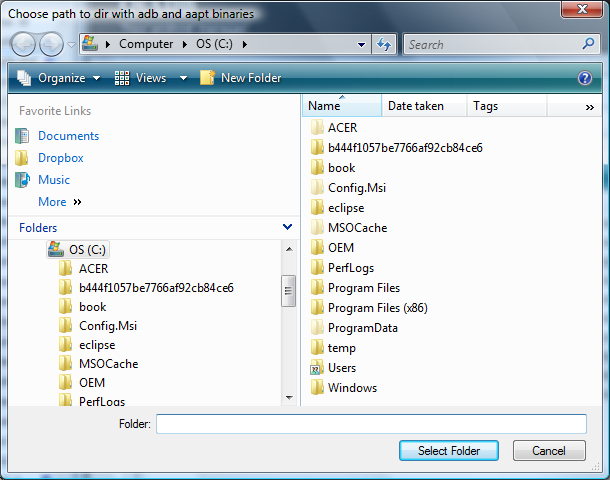 Choose path to dir with adb and aapt binaries
Computer OS (C:) Search
Organize Views New Folder
Favorite Links
Documents
Dropbox
Music
More »
Folders
OS (C:)
ACER
b444f1057be7766af92cb84ce6
book
Config.Msi
eclipse
MSOCache
OEM
PerfLogs
Name Date taken Tags »
ACER
b444f1057be7766af92cb84ce6
book
Config.Msi
eclipse
MSOCache
OEM
PerfLogs
Program Files
Program Files (x86)
ProgramData
temp
Users
Windows
Folder:
Select Folder Cancel